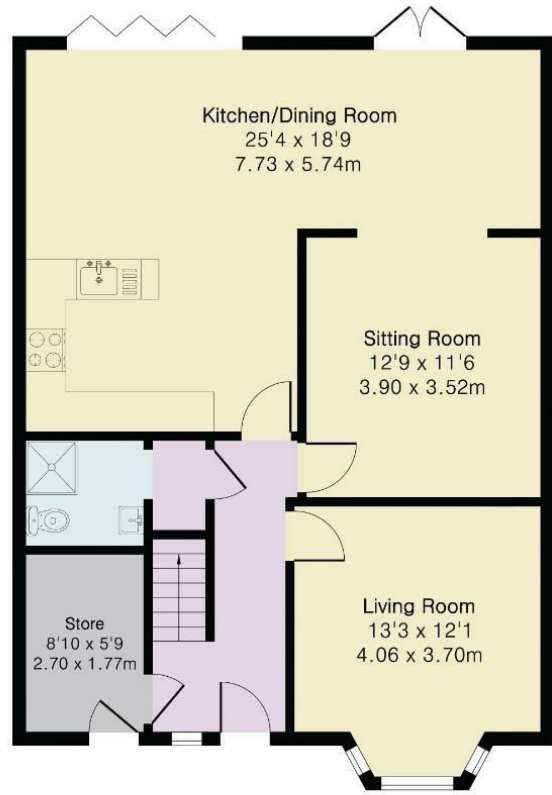 Kitchen/Dining Room
25'4 x 18'9
7.73 x 5.74m
Sitting Room
12'9 x 11'6
3.90 x 3.52m
Store
8'10 x 5'9
2.70 x 1.77m
Living Room
13'3 x 12'1
4.06 x 3.70m